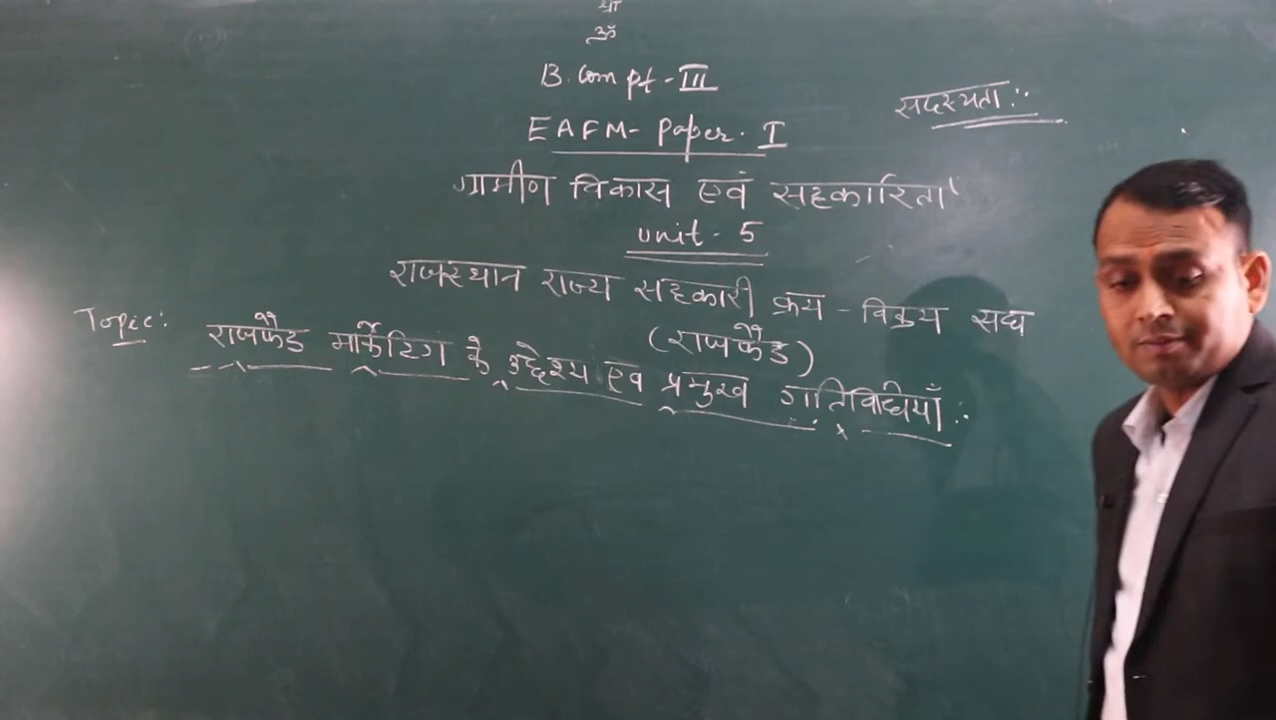 ॐ
B. Com pt - III
सदस्यता :-
EAFM - Paper - I
ग्रामीण विकास एवं सहकारिता
unit - 5
राजस्थान राज्य सहकारी क्रय - विक्रय संघ
(राजफैड)
Topic: राजफैड मार्केटिंग के उद्देश्य एवं प्रमुख गतिविधियाँ :-